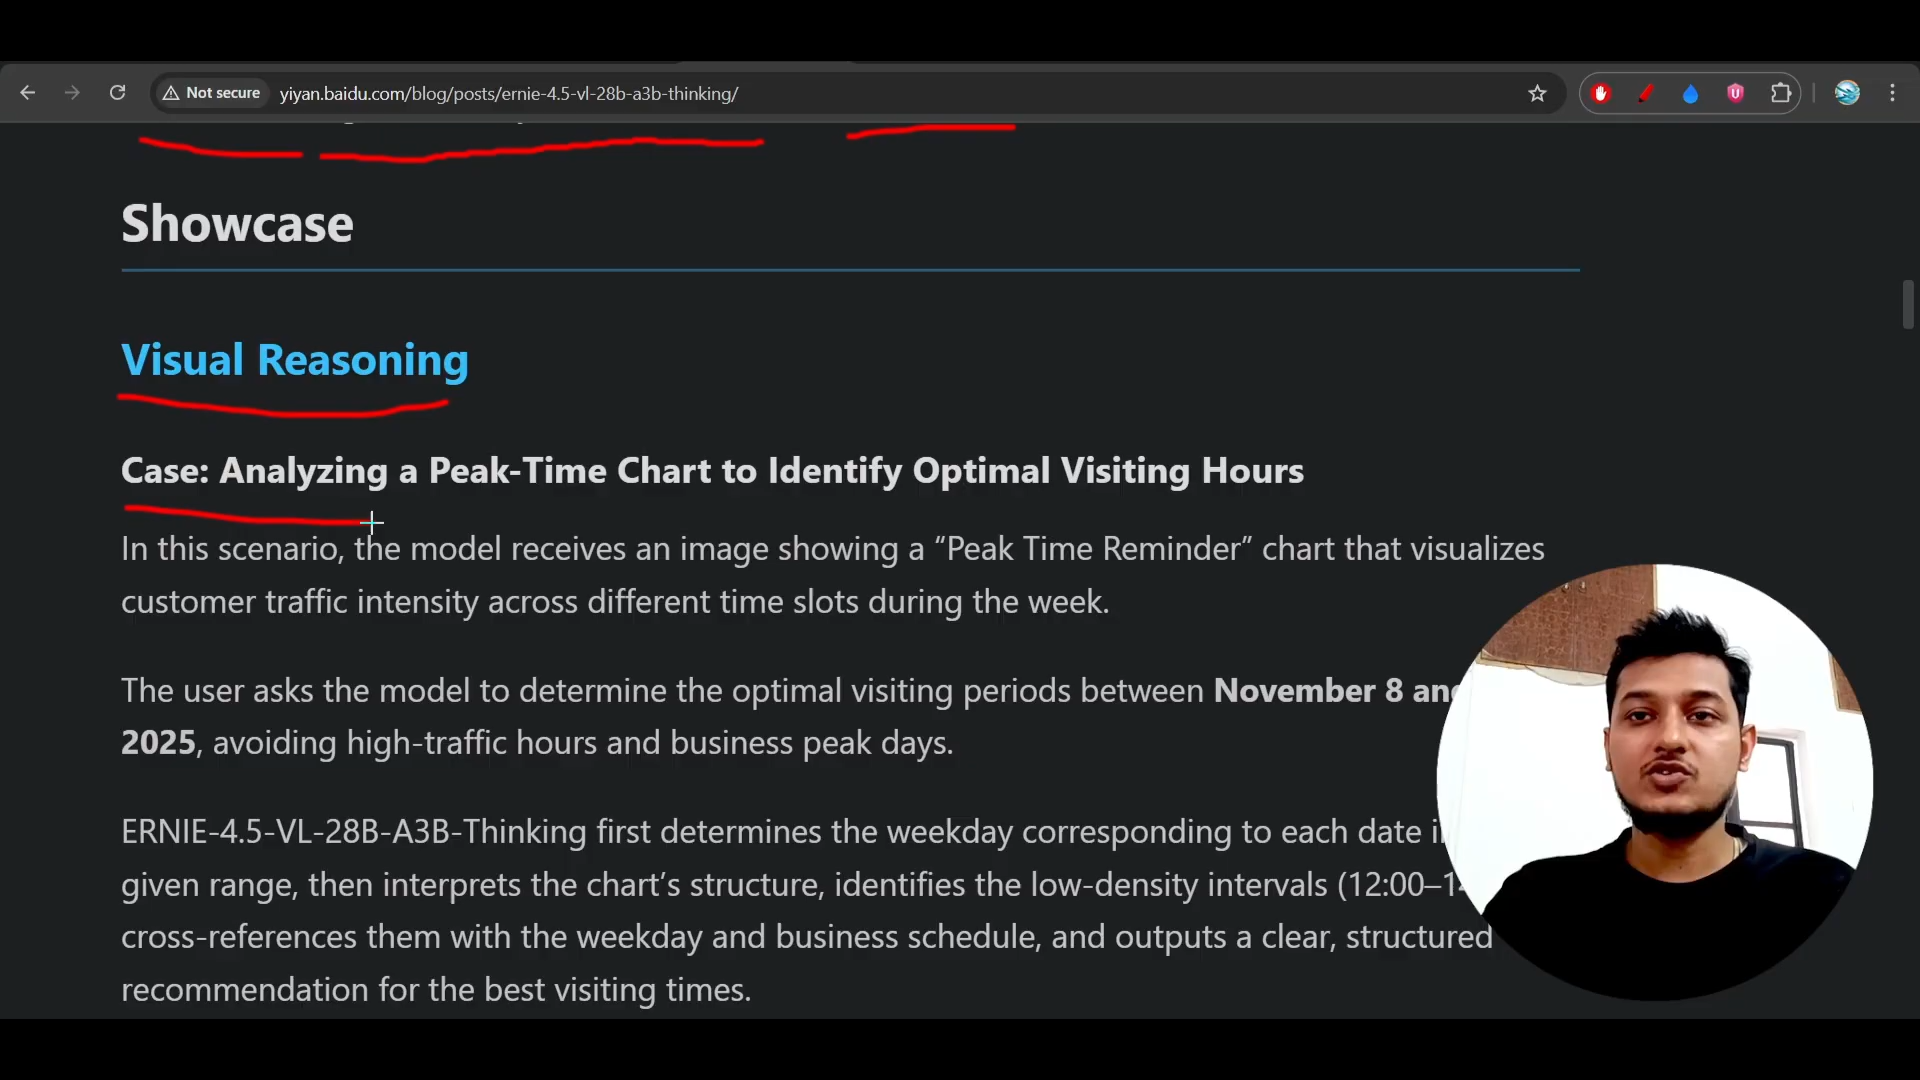 Not secure yiyan.baidu.com/blog/posts/ernie-4.5-vl-28b-a3b-thinking/
Showcase
Visual Reasoning
Case: Analyzing a Peak-Time Chart to Identify Optimal Visiting Hours
In this scenario, the model receives an image showing a “Peak Time Reminder” chart that visualizes
customer traffic intensity across different time slots during the week.
The user asks the model to determine the optimal visiting periods between November 8
2025, avoiding high-traffic hours and business peak days.
ERNIE-4.5-VL-28B-A3B-Thinking first determines the weekday corresponding to each date
given range, then interprets the chart’s structure, identifies the low-density intervals (12:00–
cross-references them with the weekday and business schedule, and outputs a clear, structured
recommendation for the best visiting times.